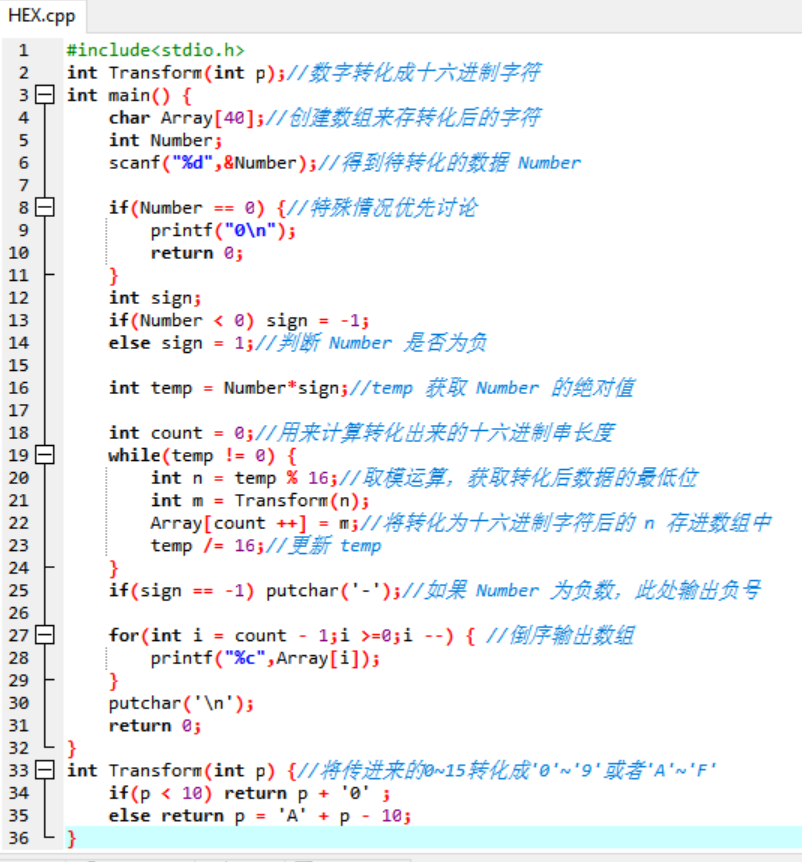 HEX.cpp
1 #include<stdio.h>
2 int Transform(int p);//数字转化成十六进制字符
3 int main() {
4 char Array[40];//创建数组来存转化后的字符
5 int Number;
6 scanf("%d",&Number);//得到待转化的数据 Number
7
8 if(Number == 0) {//特殊情况优先讨论
9 printf("0\n");
10 return 0;
11 }
12 int sign;
13 if(Number < 0) sign = -1;
14 else sign = 1;//判断 Number 是否为负
15
16 int temp = Number*sign;//temp 获取 Number 的绝对值
17
18 int count = 0;//用来计算转化出来的十六进制串长度
19 while(temp != 0) {
20 int n = temp % 16;//取模运算，获取转化后数据的最低位
21 int m = Transform(n);
22 Array[count ++] = m;//将转化为十六进制字符后的 n 存进数组中
23 temp /= 16;//更新 temp
24 }
25 if(sign == -1) putchar('-');//如果 Number 为负数，此处输出负号
26
27 for(int i = count - 1;i >=0;i --) { //倒序输出数组
28 printf("%c",Array[i]);
29 }
30 putchar('\n');
31 return 0;
32 }
33 int Transform(int p) {//将传进来的0~15转化成'0'~'9'或者'A'~'F'
34 if(p < 10) return p + '0' ;
35 else return p = 'A' + p - 10;
36 }